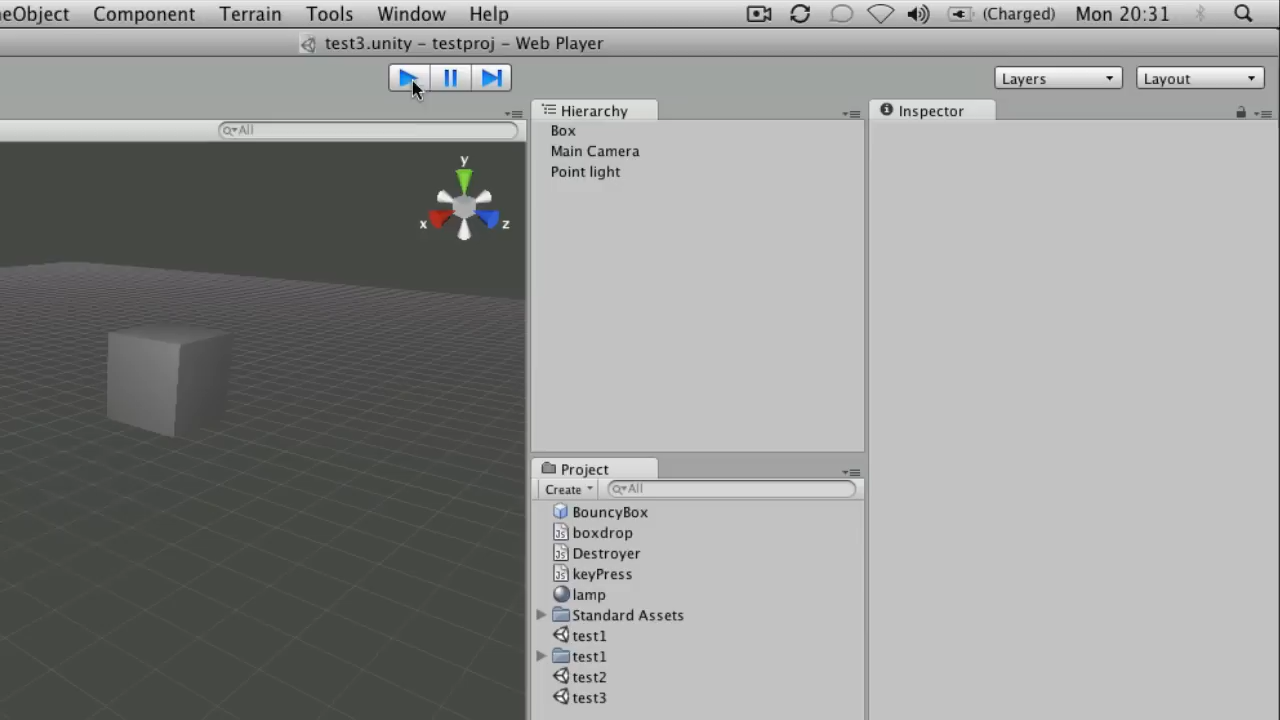 eObject Component Terrain Tools Window Help (Charged) Mon 20:31
test3.unity – testproj – Web Player
Layers Layout
Hierarchy Inspector
All
Box
Main Camera
Point light
y
x z
Project
Create All
BouncyBox
boxdrop
Destroyer
keyPress
lamp
Standard Assets
test1
test1
test2
test3